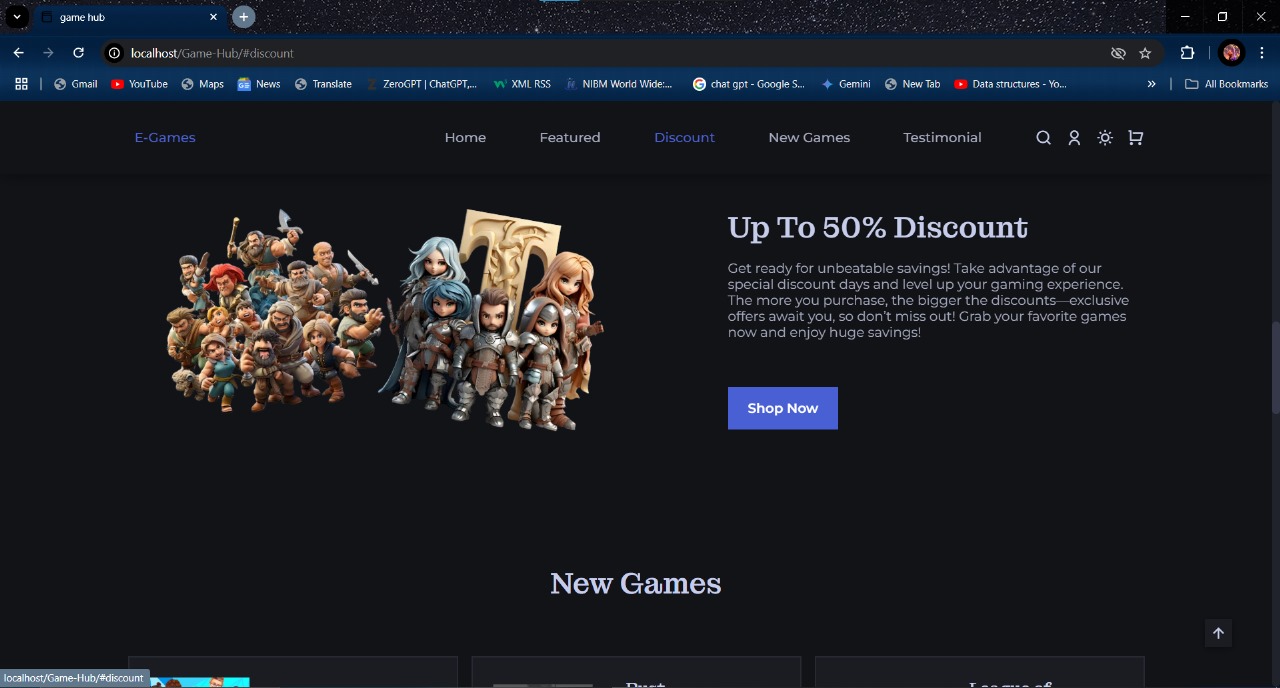 game hub
localhost/Game-Hub/#discount
Gmail
YouTube
Maps
News
Translate
ZeroGPT | ChatGPT,...
XML RSS
NIBM World Wide:...
chat gpt - Google S...
Gemini
New Tab
Data structures - Yo...
»
All Bookmarks
E-Games
Home
Featured
Discount
New Games
Testimonial
Up To 50% Discount
Get ready for unbeatable savings! Take advantage of our
special discount days and level up your gaming experience.
The more you purchase, the bigger the discounts—exclusive
offers await you, so don't miss out! Grab your favorite games
now and enjoy huge savings!
Shop Now
New Games
localhost/Game-Hub/#discount
Rust
League of